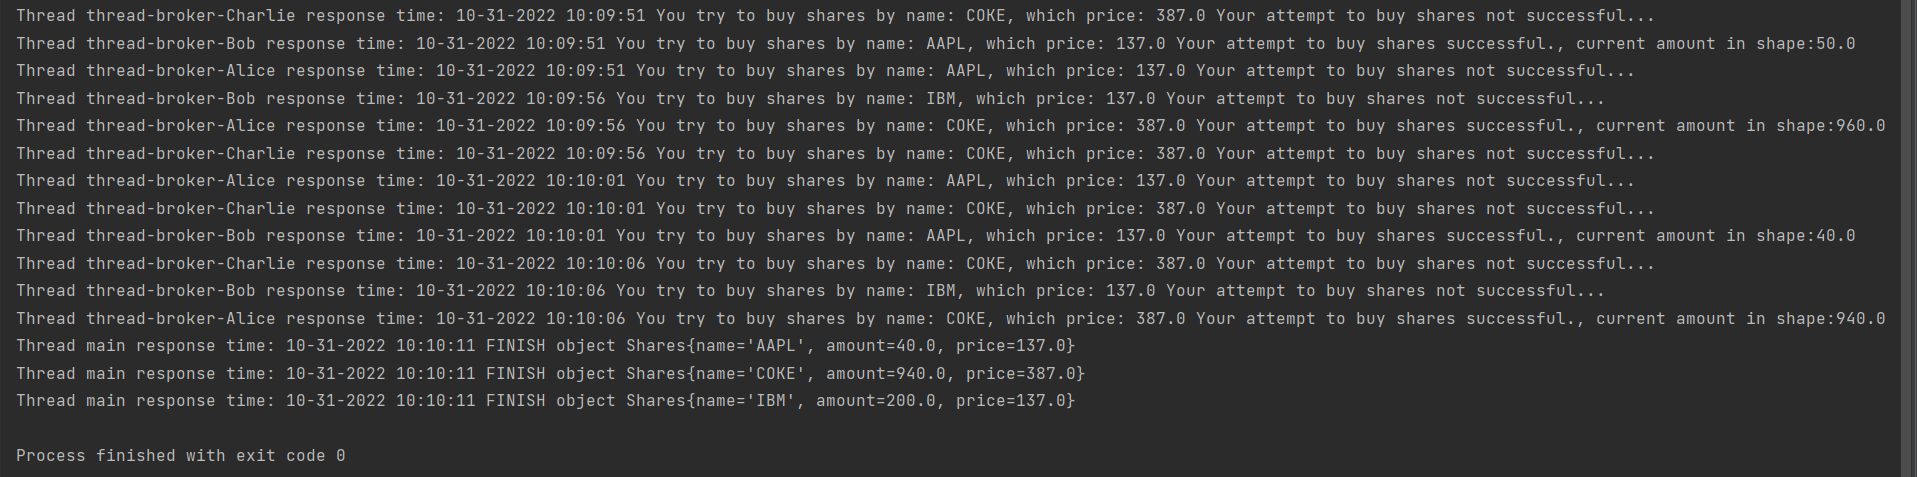 Thread thread-broker-Charlie response time: 10-31-2022 10:09:51 You try to buy shares by name: COKE, which price: 387.0 Your attempt to buy shares not successful...
Thread thread-broker-Bob response time: 10-31-2022 10:09:51 You try to buy shares by name: AAPL, which price: 137.0 Your attempt to buy shares successful., current amount in shape:50.0
Thread thread-broker-Alice response time: 10-31-2022 10:09:51 You try to buy shares by name: AAPL, which price: 137.0 Your attempt to buy shares not successful...
Thread thread-broker-Bob response time: 10-31-2022 10:09:56 You try to buy shares by name: IBM, which price: 137.0 Your attempt to buy shares not successful...
Thread thread-broker-Alice response time: 10-31-2022 10:09:56 You try to buy shares by name: COKE, which price: 387.0 Your attempt to buy shares successful., current amount in shape:960.0
Thread thread-broker-Charlie response time: 10-31-2022 10:09:56 You try to buy shares by name: COKE, which price: 387.0 Your attempt to buy shares not successful...
Thread thread-broker-Alice response time: 10-31-2022 10:10:01 You try to buy shares by name: AAPL, which price: 137.0 Your attempt to buy shares not successful...
Thread thread-broker-Charlie response time: 10-31-2022 10:10:01 You try to buy shares by name: COKE, which price: 387.0 Your attempt to buy shares not successful...
Thread thread-broker-Bob response time: 10-31-2022 10:10:01 You try to buy shares by name: AAPL, which price: 137.0 Your attempt to buy shares successful., current amount in shape:40.0
Thread thread-broker-Charlie response time: 10-31-2022 10:10:06 You try to buy shares by name: COKE, which price: 387.0 Your attempt to buy shares not successful...
Thread thread-broker-Bob response time: 10-31-2022 10:10:06 You try to buy shares by name: IBM, which price: 137.0 Your attempt to buy shares not successful...
Thread thread-broker-Alice response time: 10-31-2022 10:10:06 You try to buy shares by name: COKE, which price: 387.0 Your attempt to buy shares successful., current amount in shape:940.0
Thread main response time: 10-31-2022 10:10:11 FINISH object Shares{name='AAPL', amount=40.0, price=137.0}
Thread main response time: 10-31-2022 10:10:11 FINISH object Shares{name='COKE', amount=940.0, price=387.0}
Thread main response time: 10-31-2022 10:10:11 FINISH object Shares{name='IBM', amount=200.0, price=137.0}
Process finished with exit code 0